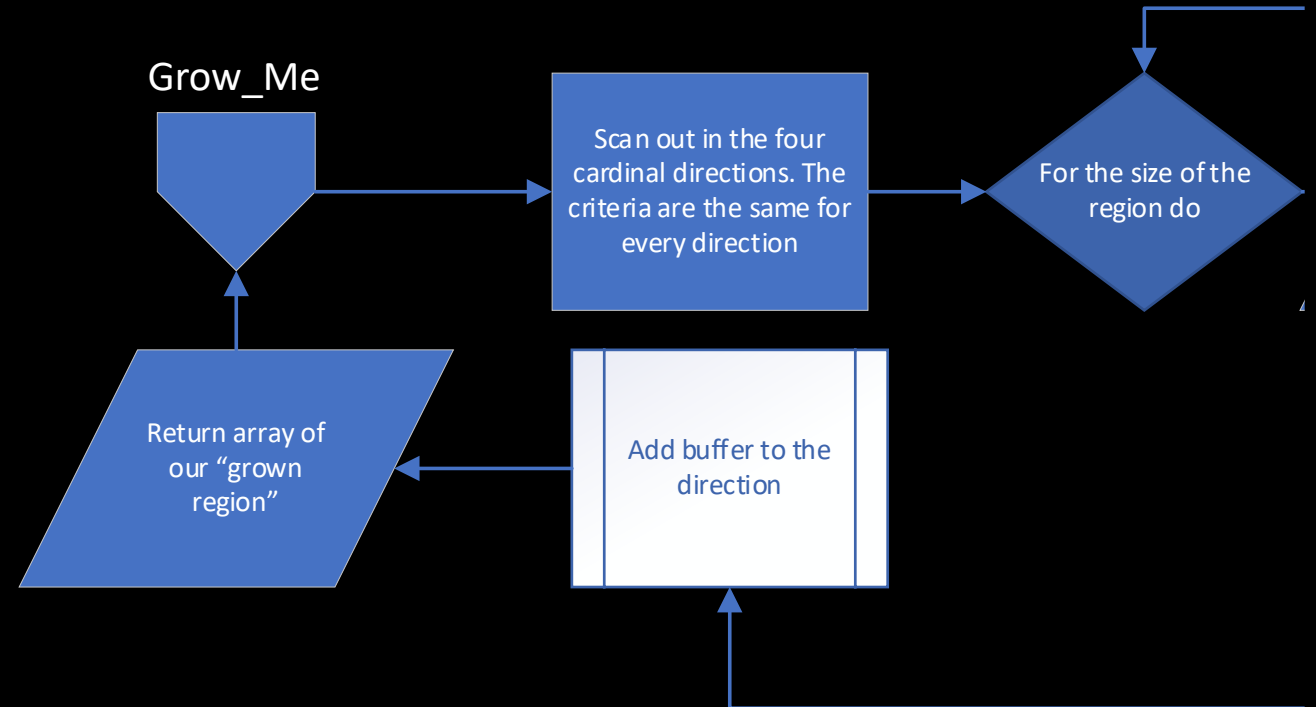 Grow_Me
Scan out in the four
cardinal directions. The
criteria are the same for
every direction
For the size of the
region do
Return array of
our “grown
region”
Add buffer to the
direction